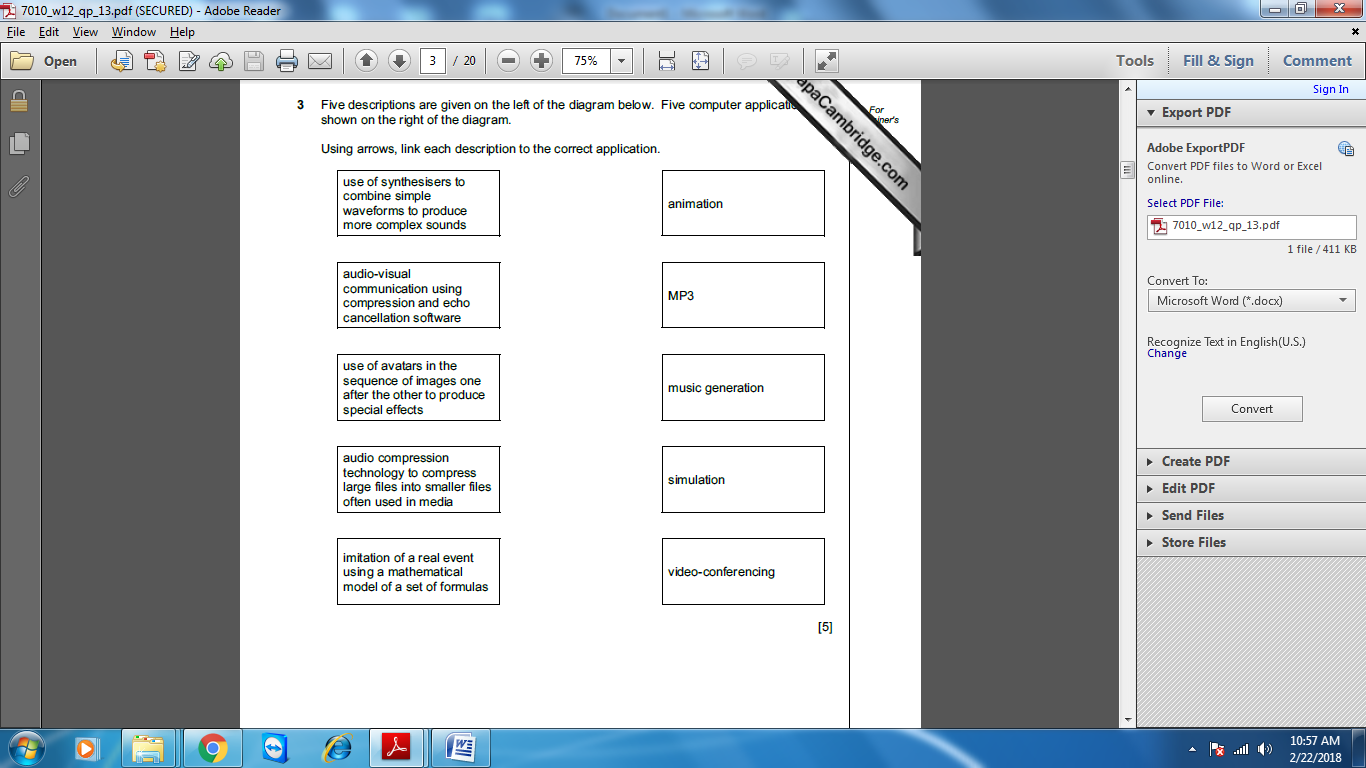 7010_w12_qp_13.pdf (SECURED) - Adobe Reader
File Edit View Window Help
Open 3 / 20 75% Tools Fill & Sign Comment
3 Five descriptions are given on the left of the diagram below. Five computer
shown on the right of the diagram.
Using arrows, link each description to the correct application.
For
use of synthesisers to
combine simple
waveforms to produce
more complex sounds
animation
audio-visual
communication using
compression and echo
cancellation software
MP3
use of avatars in the
sequence of images one
after the other to produce
special effects
music generation
audio compression
technology to compress
large files into smaller files
often used in media
simulation
imitation of a real event
using a mathematical
model of a set of formulas
video-conferencing
[5]
apaCambridge.com
Sign In
Export PDF
Adobe ExportPDF
Convert PDF files to Word or Excel
online.
Select PDF File:
7010_w12_qp_13.pdf
1 file / 411 KB
Convert To:
Microsoft Word (*.docx)
Recognize Text in English(U.S.)
Change
Convert
Create PDF
Edit PDF
Send Files
Store Files
10:57 AM
2/22/2018